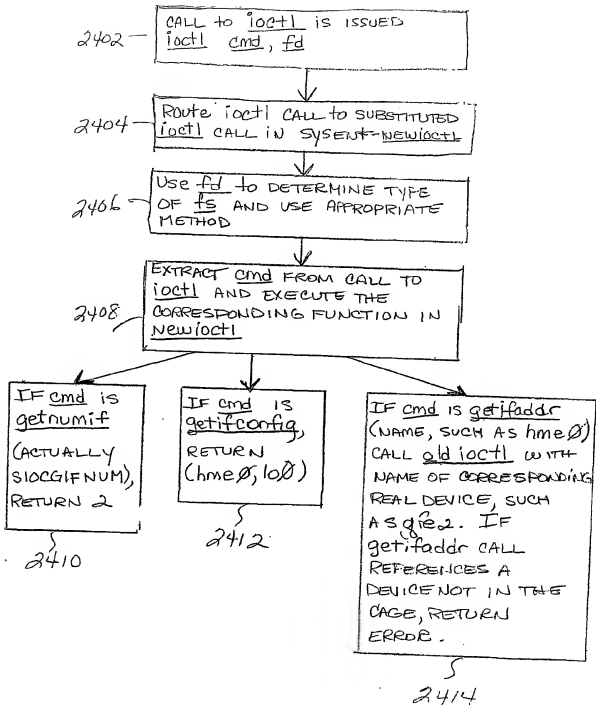 CALL to ioctl is ISSUED
ioctl cmd, fd
2402
Route ioctl CALL to SUBSTITUTED
ioctl CALL IN SYSENT-NEWIOCTL
2404
Use fd to DETERMINE TYPE
OF fs AND USE APPROPRIATE
METHOD
2406
EXTRACT cmd FROM CALL TO
ioctl AND EXECUTE THE
CORRESPONDING FUNCTION IN
NEWIOCTL
2408
IF cmd is
getnumif
(ACTUALLY
SIOCGIFNUM),
RETURN 2
2410
IF cmd IS
getifconfig,
RETURN
(hme0, lo0)
2412
IF cmd is getifaddr
(NAME, SUCH AS hme0)
CALL old ioctl WITH
NAME OF CORRESPONDING
REAL DEVICE, SUCH
AS qfe2. IF
getifaddr CALL
REFERENCES A
DEVICE NOT IN THE
CAGE, RETURN
ERROR.
2414